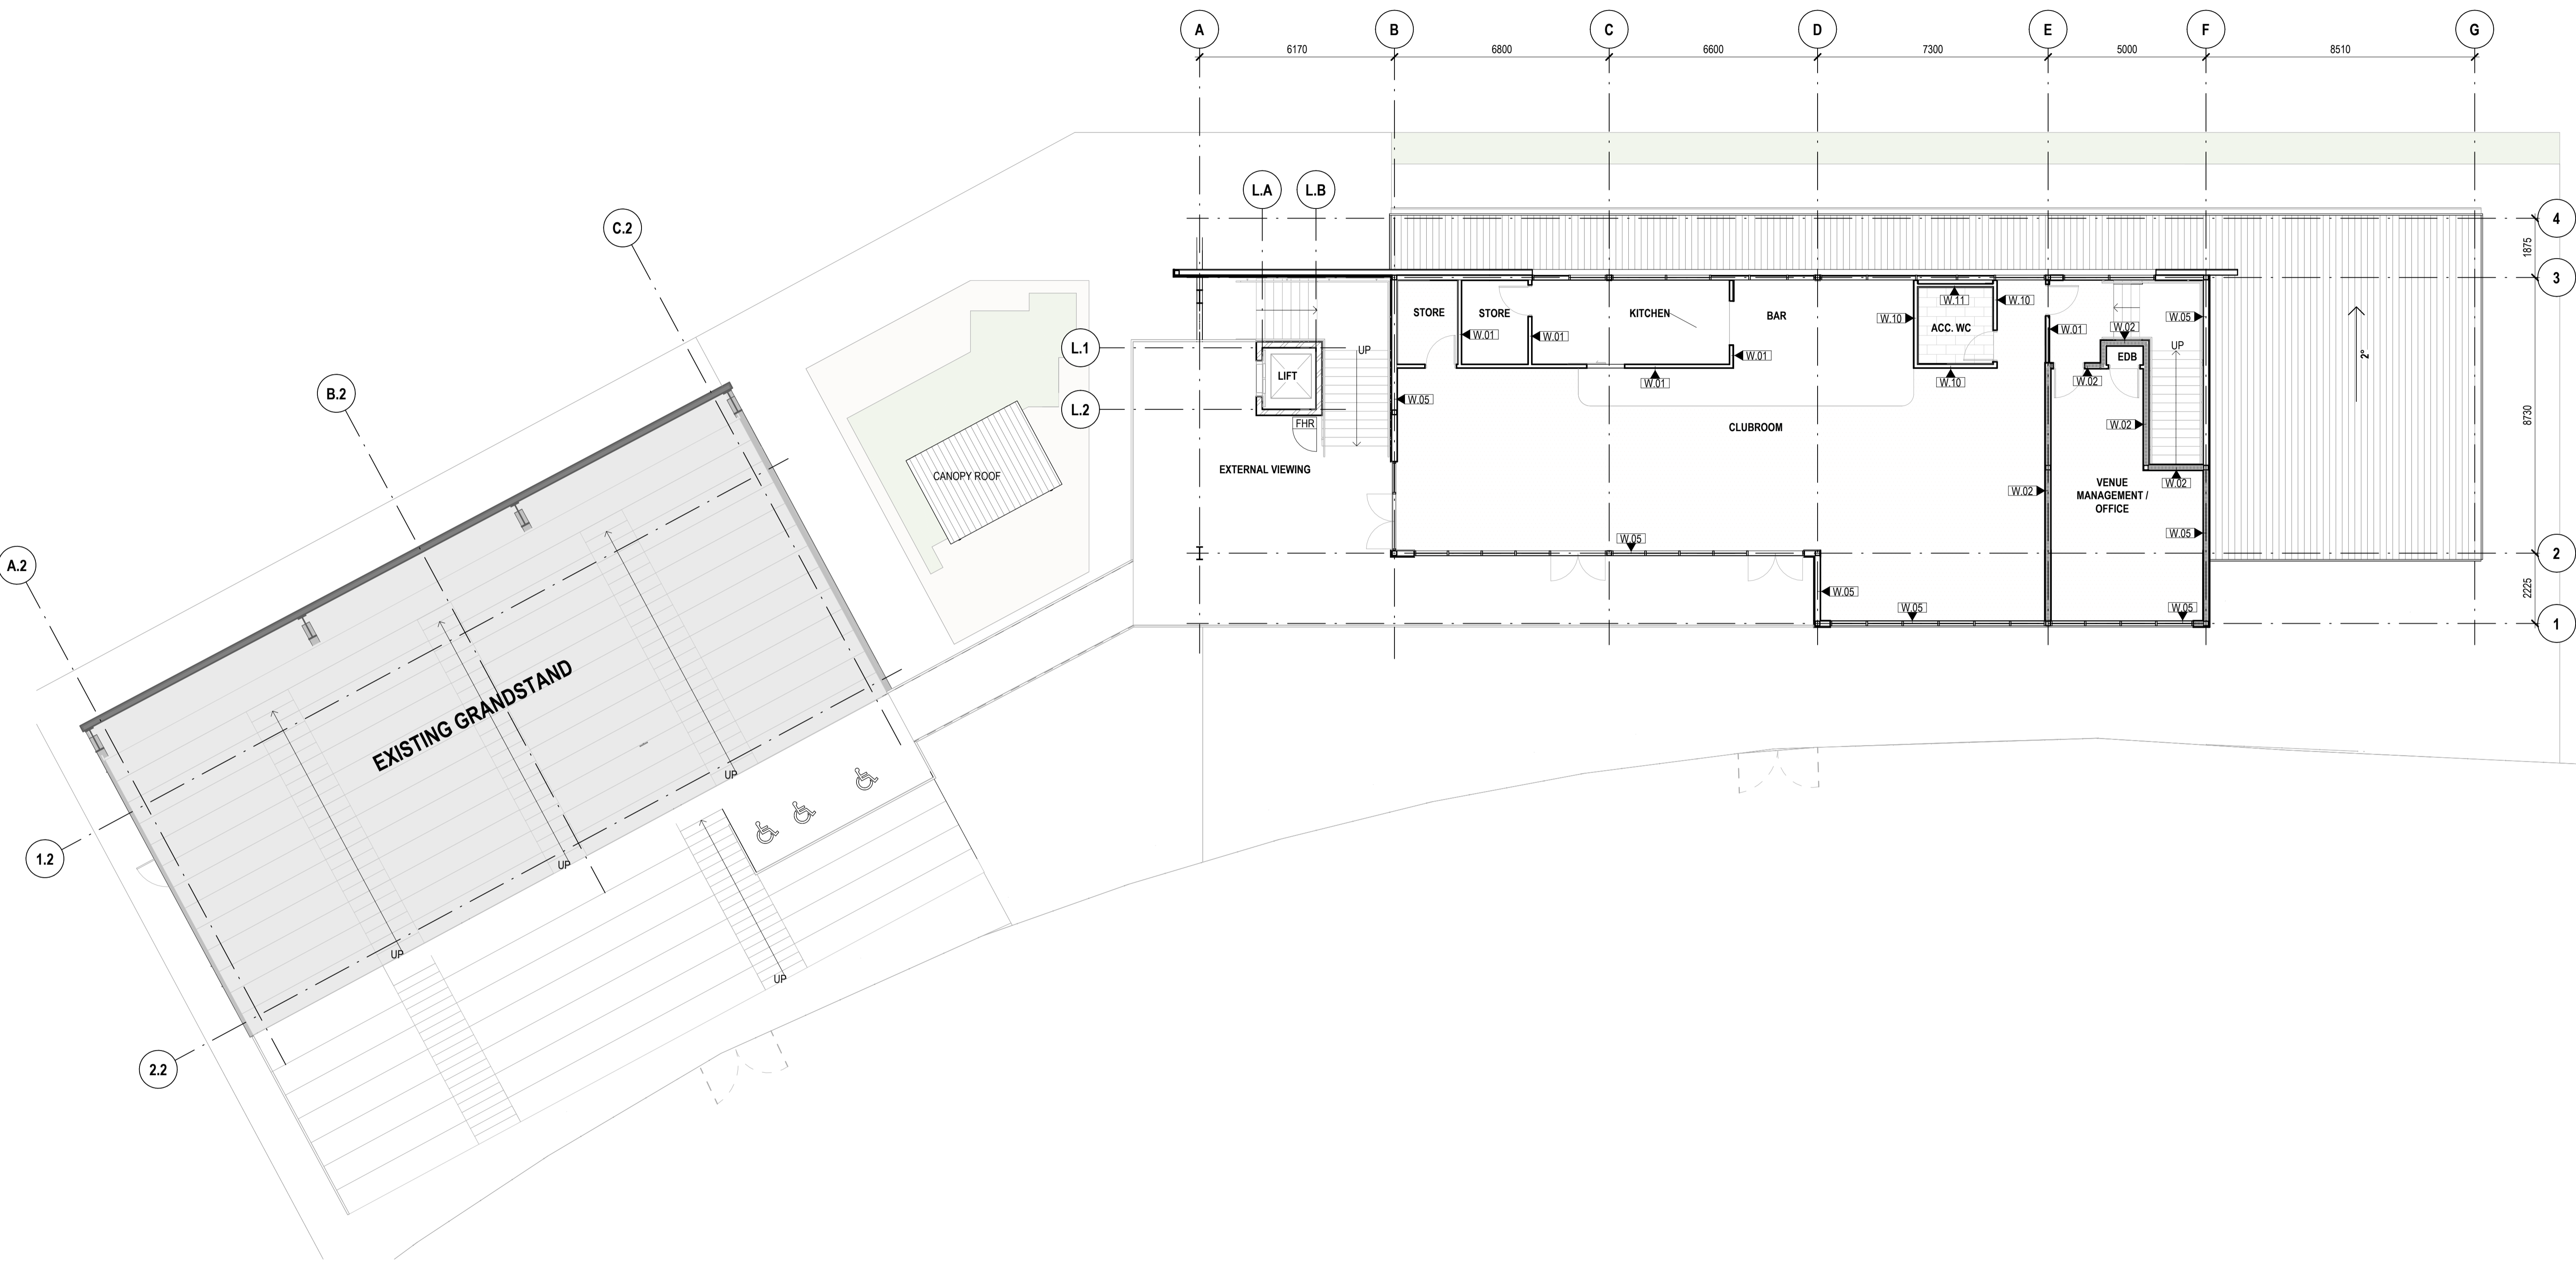 A
B
C
D
E
F
G
6170
6800
6600
7300
5000
8510
L.A
L.B
C.2
4
1875
3
W.11
W.10
STORE
STORE
KITCHEN
BAR
W.10
ACC. WC
W.05
W.01
W.01
W.01
W.02
L.1
UP
UP
W.01
EDB
2°
LIFT
W.01
W.10
W.02
B.2
W.05
L.2
8730
FHR
CLUBROOM
W.02
EXTERNAL VIEWING
CANOPY ROOF
W.02
VENUE
MANAGEMENT /
OFFICE
W.02
W.05
W.05
2
A.2
W.05
2225
W.05
W.05
1
EXISTING GRANDSTAND
UP
1.2
UP
UP
UP
2.2